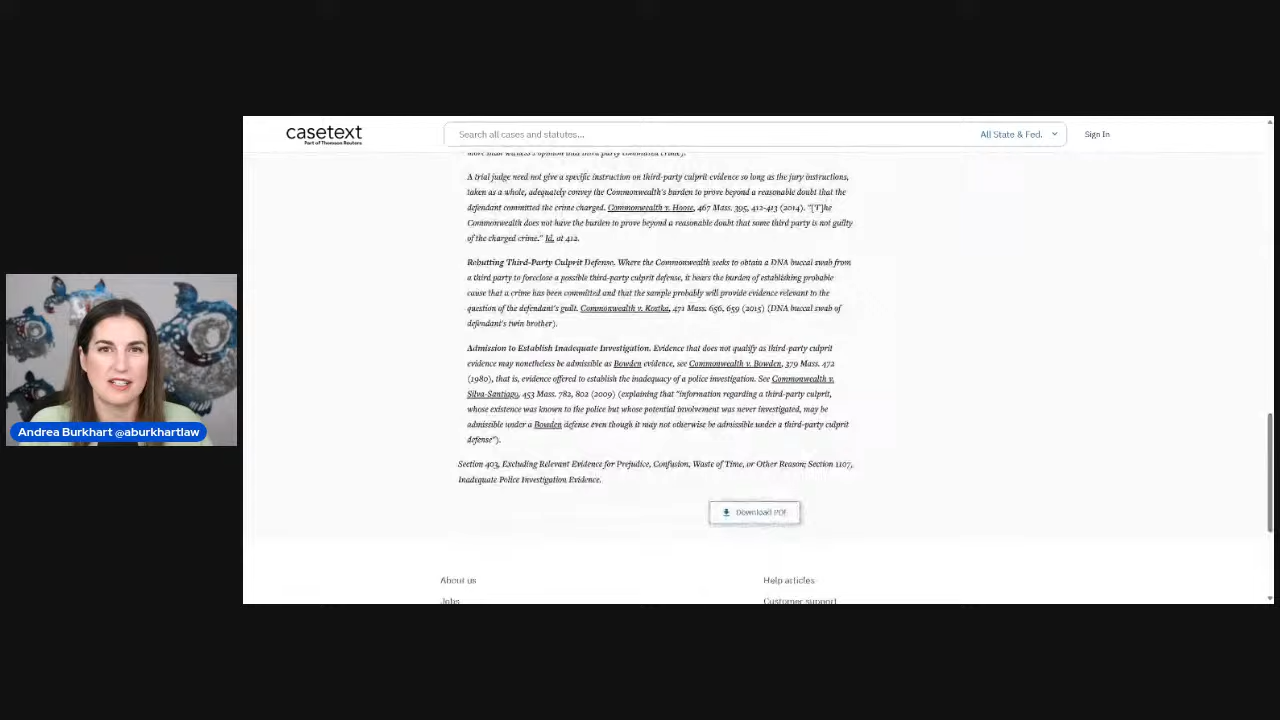 casetext
Part of Thomson Reuters
Search all cases and statutes...
All State & Fed.
Sign In
more than witness's opinion that third party committed crime).
A trial judge need not give a specific instruction on third-party culprit evidence so long as the jury instructions,
taken as a whole, adequately convey the Commonwealth's burden to prove beyond a reasonable doubt that the
defendant committed the crime charged. Commonwealth v. Hoose, 467 Mass. 395, 412-413 (2014). "[T]he
Commonwealth does not have the burden to prove beyond a reasonable doubt that some third party is not guilty
of the charged crime." Id. at 412.
Rebutting Third-Party Culprit Defense. Where the Commonwealth seeks to obtain a DNA buccal swab from
a third party to foreclose a possible third-party culprit defense, it bears the burden of establishing probable
cause that a crime has been committed and that the sample probably will provide evidence relevant to the
question of the defendant's guilt. Commonwealth v. Kostka, 471 Mass. 656, 659 (2015) (DNA buccal swab of
defendant's twin brother).
Admission to Establish Inadequate Investigation. Evidence that does not qualify as third-party culprit
evidence may nonetheless be admissible as Bowden evidence, see Commonwealth v. Bowden, 379 Mass. 472
(1980), that is, evidence offered to establish the inadequacy of a police investigation. See Commonwealth v.
Silva-Santiago, 453 Mass. 782, 802 (2009) (explaining that "information regarding a third-party culprit,
whose existence was known to the police but whose potential involvement was never investigated, may be
admissible under a Bowden defense even though it may not otherwise be admissible under a third-party culprit
defense").
Section 403, Excluding Relevant Evidence for Prejudice, Confusion, Waste of Time, or Other Reason; Section 1107,
Inadequate Police Investigation Evidence.
Download PDF
About us
Help articles
Jobs
Customer support
Andrea Burkhart @aburkhartlaw